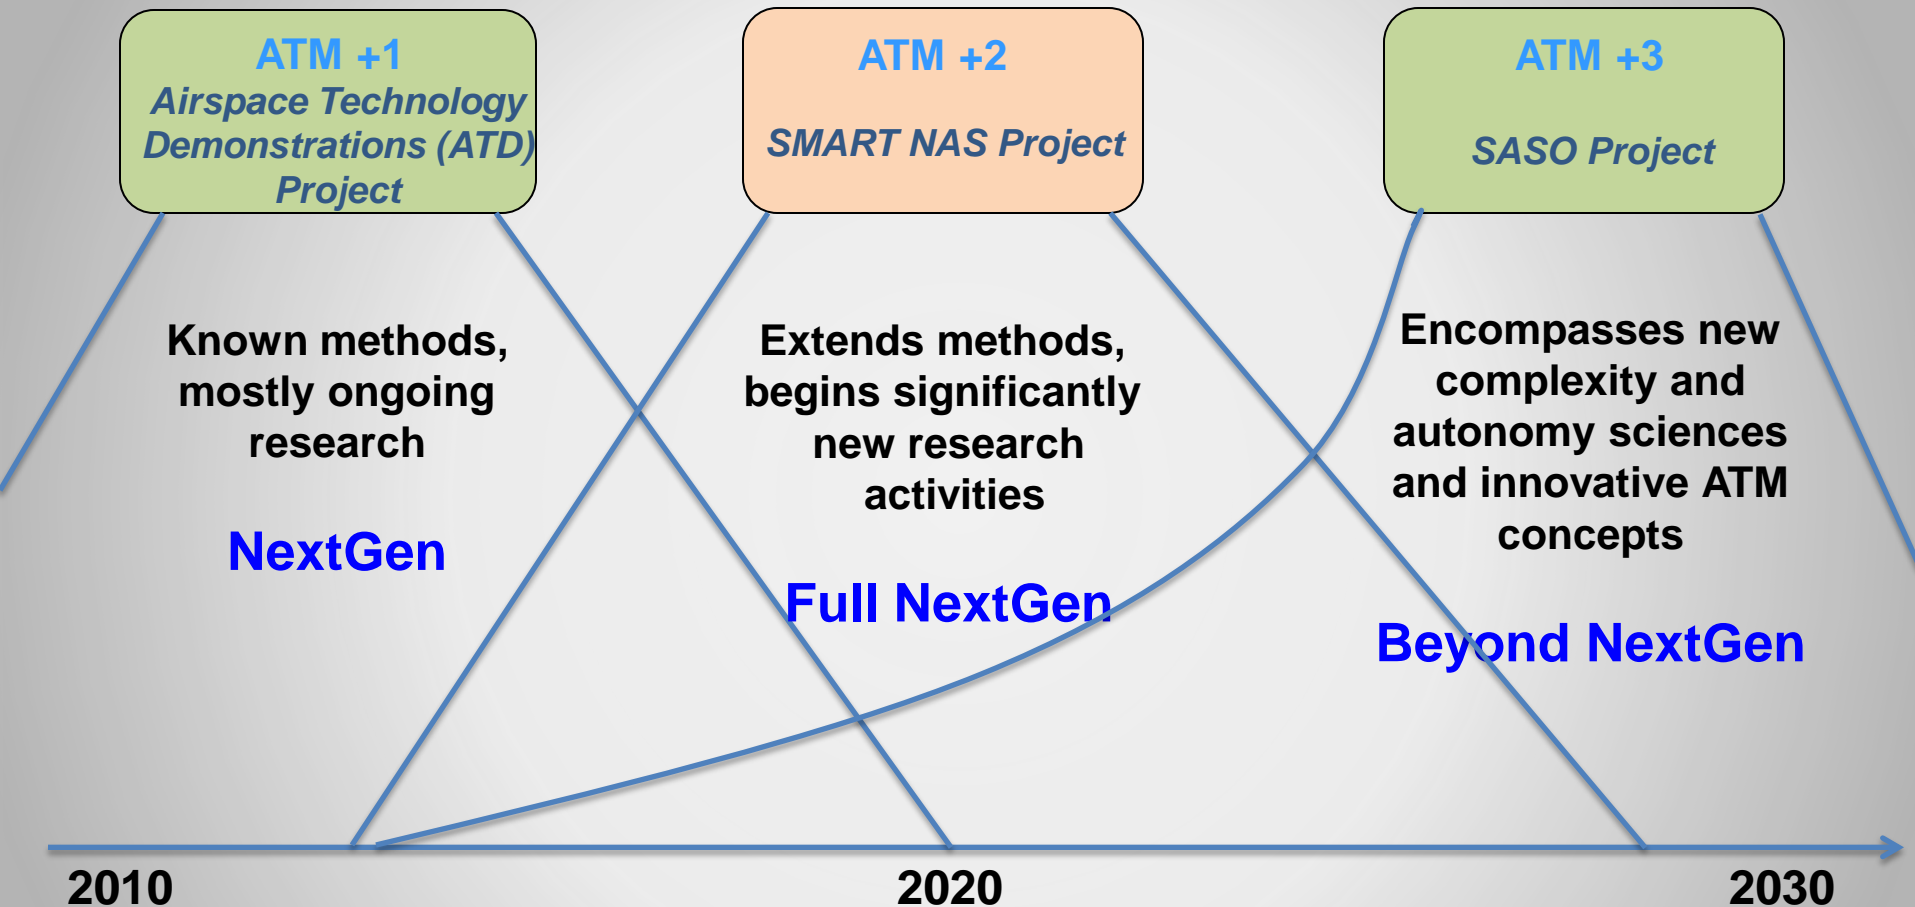 ATM +1
Airspace Technology
Demonstrations (ATD)
Project
ATM +2
SMART NAS Project
ATM +3
SASO Project
Known methods,
mostly ongoing
research
NextGen
Extends methods,
begins significantly
new research
activities
Full NextGen
Encompasses new
complexity and
autonomy sciences
and innovative ATM
concepts
Beyond NextGen
2010
2020
2030